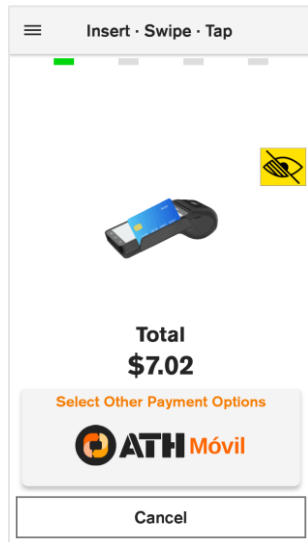 Insert · Swipe · Tap
Total
$7.02
Select Other Payment Options
ATH Móvil
Cancel